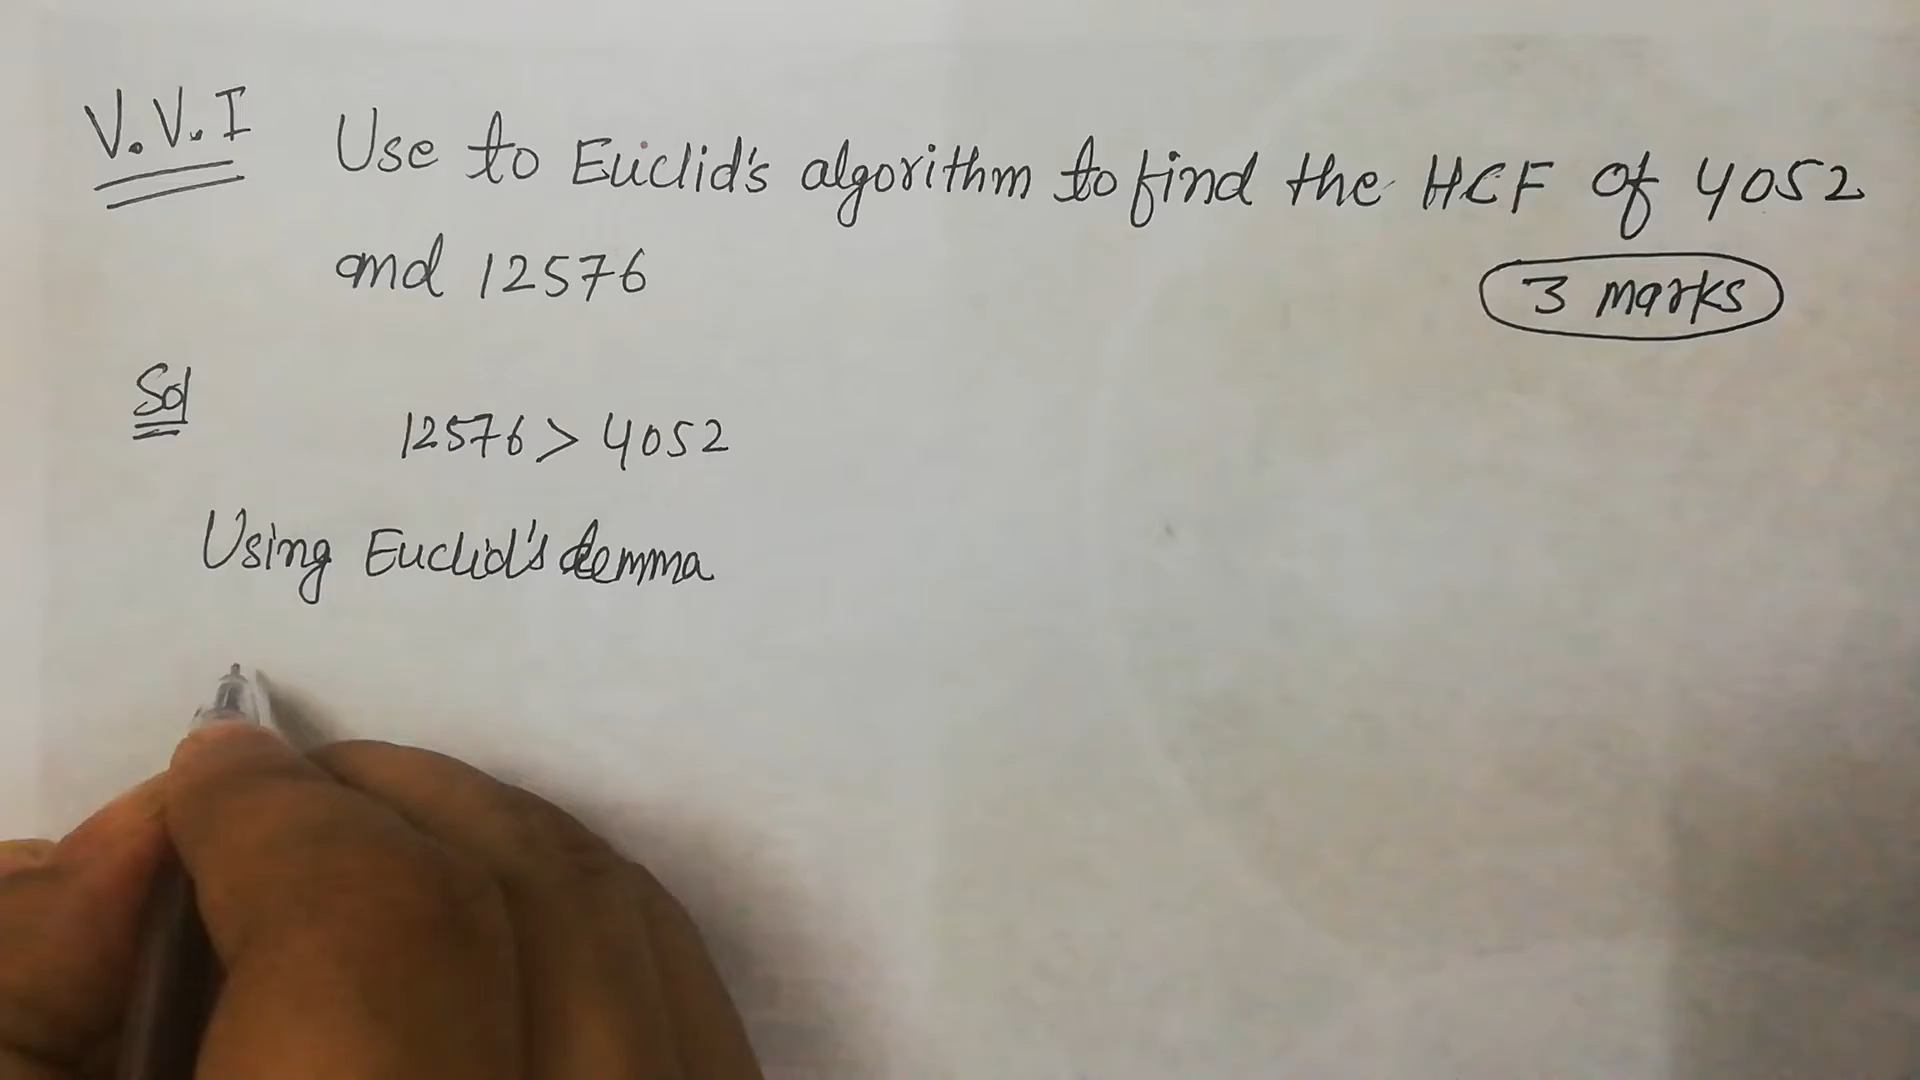 V.V.I Use to Euclid's algorithm to find the HCF of 4052
and 12576
3 marks
Sol
12576 > 4052
Using Euclid's lemma